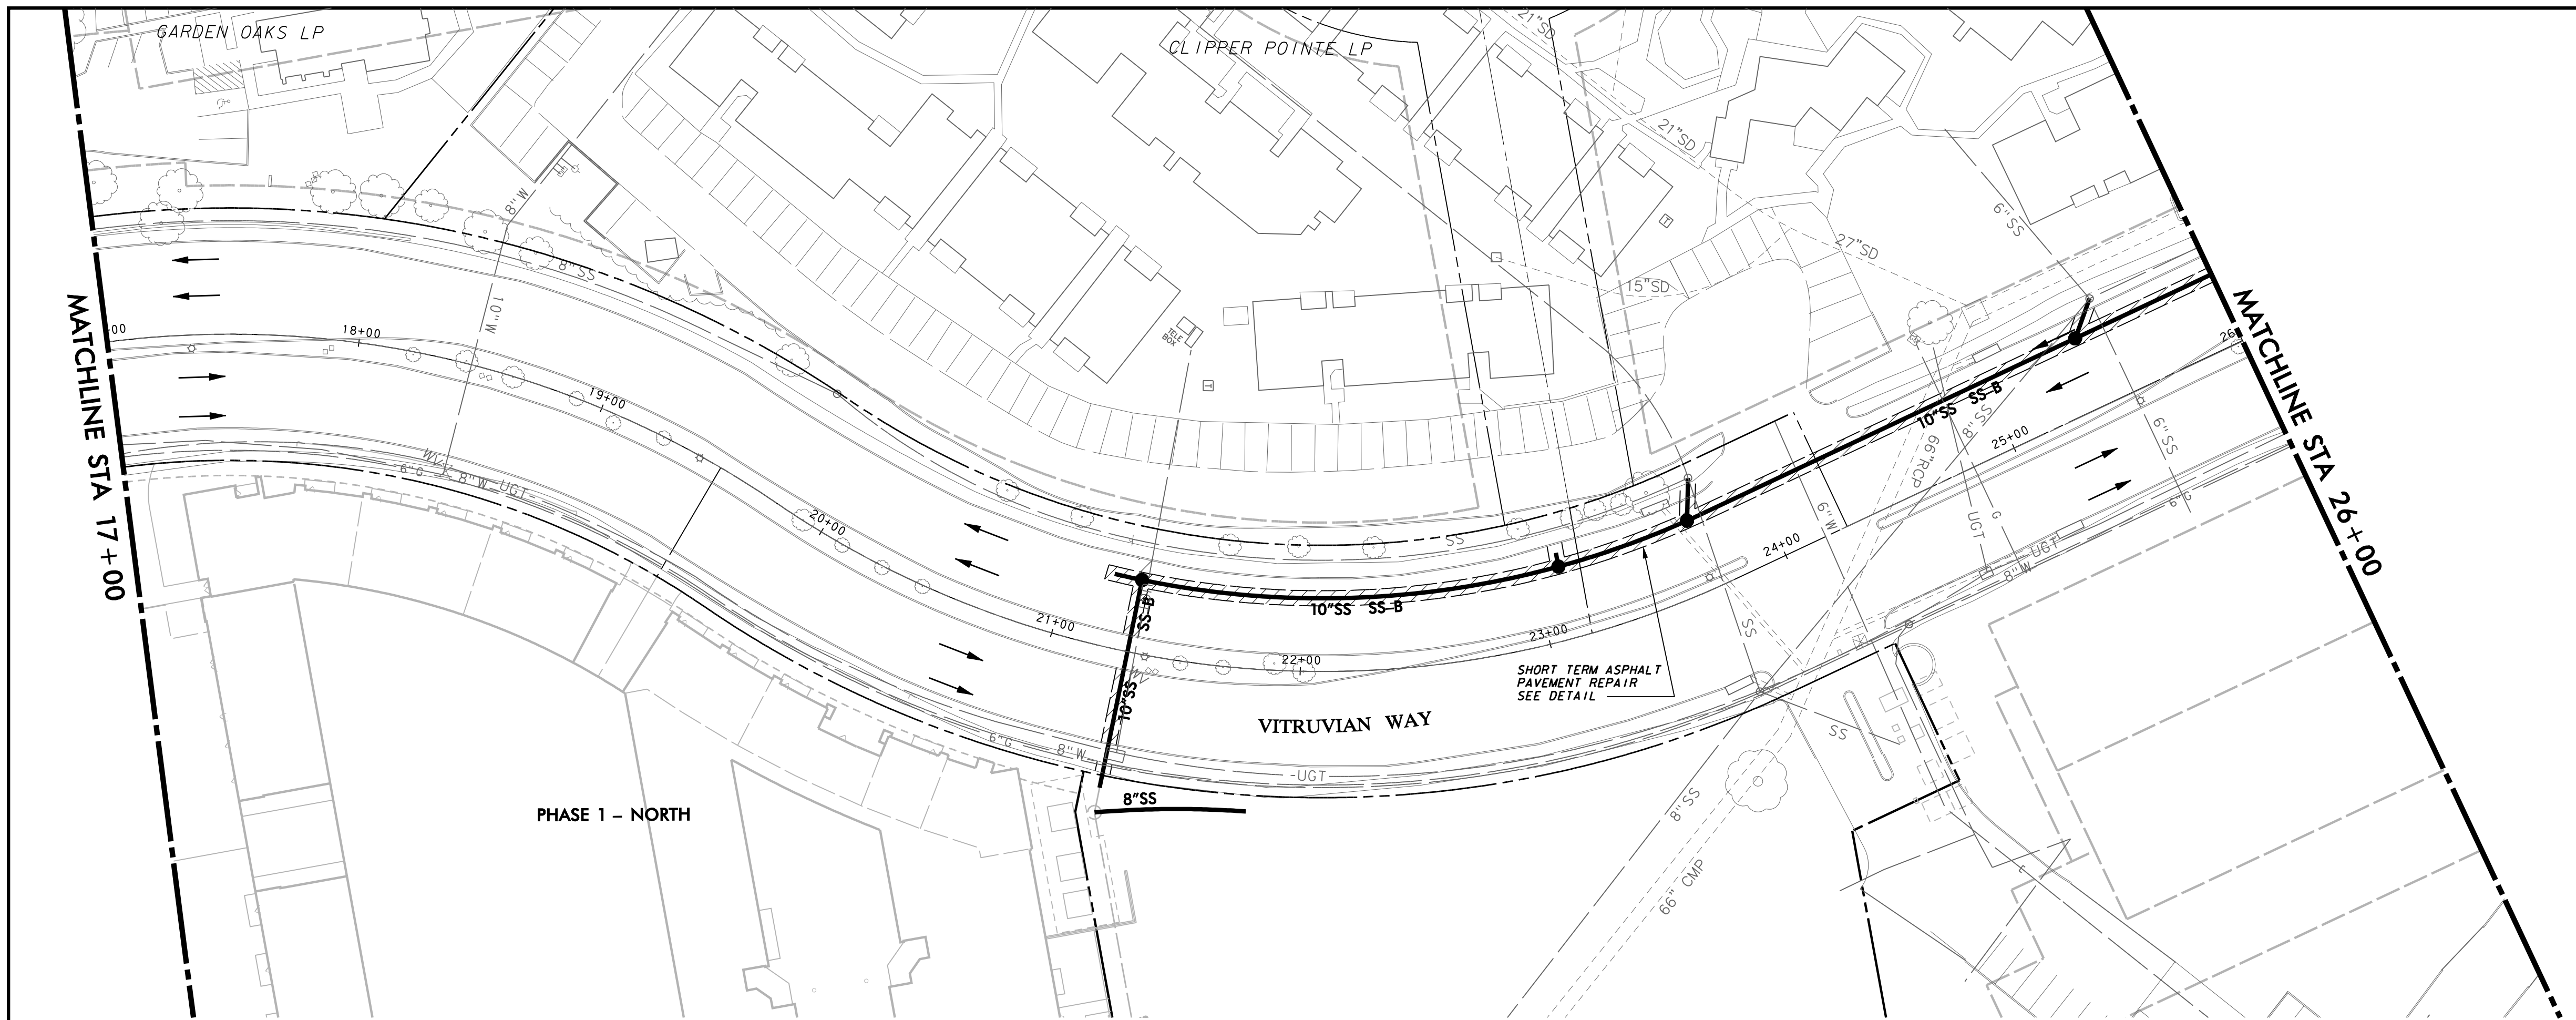 GARDEN OAKS LP
CLIPPER POINTE LP
21"SD
21"SD
27"SD
15"SD
6"SS
8"W
10"W
8"SS
TELE
BOX
MATCHLINE STA 17+00
MATCHLINE STA 26+00
18+00
19+00
20+00
21+00
22+00
23+00
24+00
25+00
WV
6"G
8"W
UGT
SS
10"SS SS-B
10"SS SS-B
10"SS SS-B
8"SS
66"RCP
6"W
6"SS
UGT
G
UGT
8"W
6"G
SS
SHORT TERM ASPHALT
PAVEMENT REPAIR
SEE DETAIL
VITRUVIAN WAY
6"G
8"W
UGT
SS
8"SS
8"SS
66" CMP
PHASE 1 – NORTH